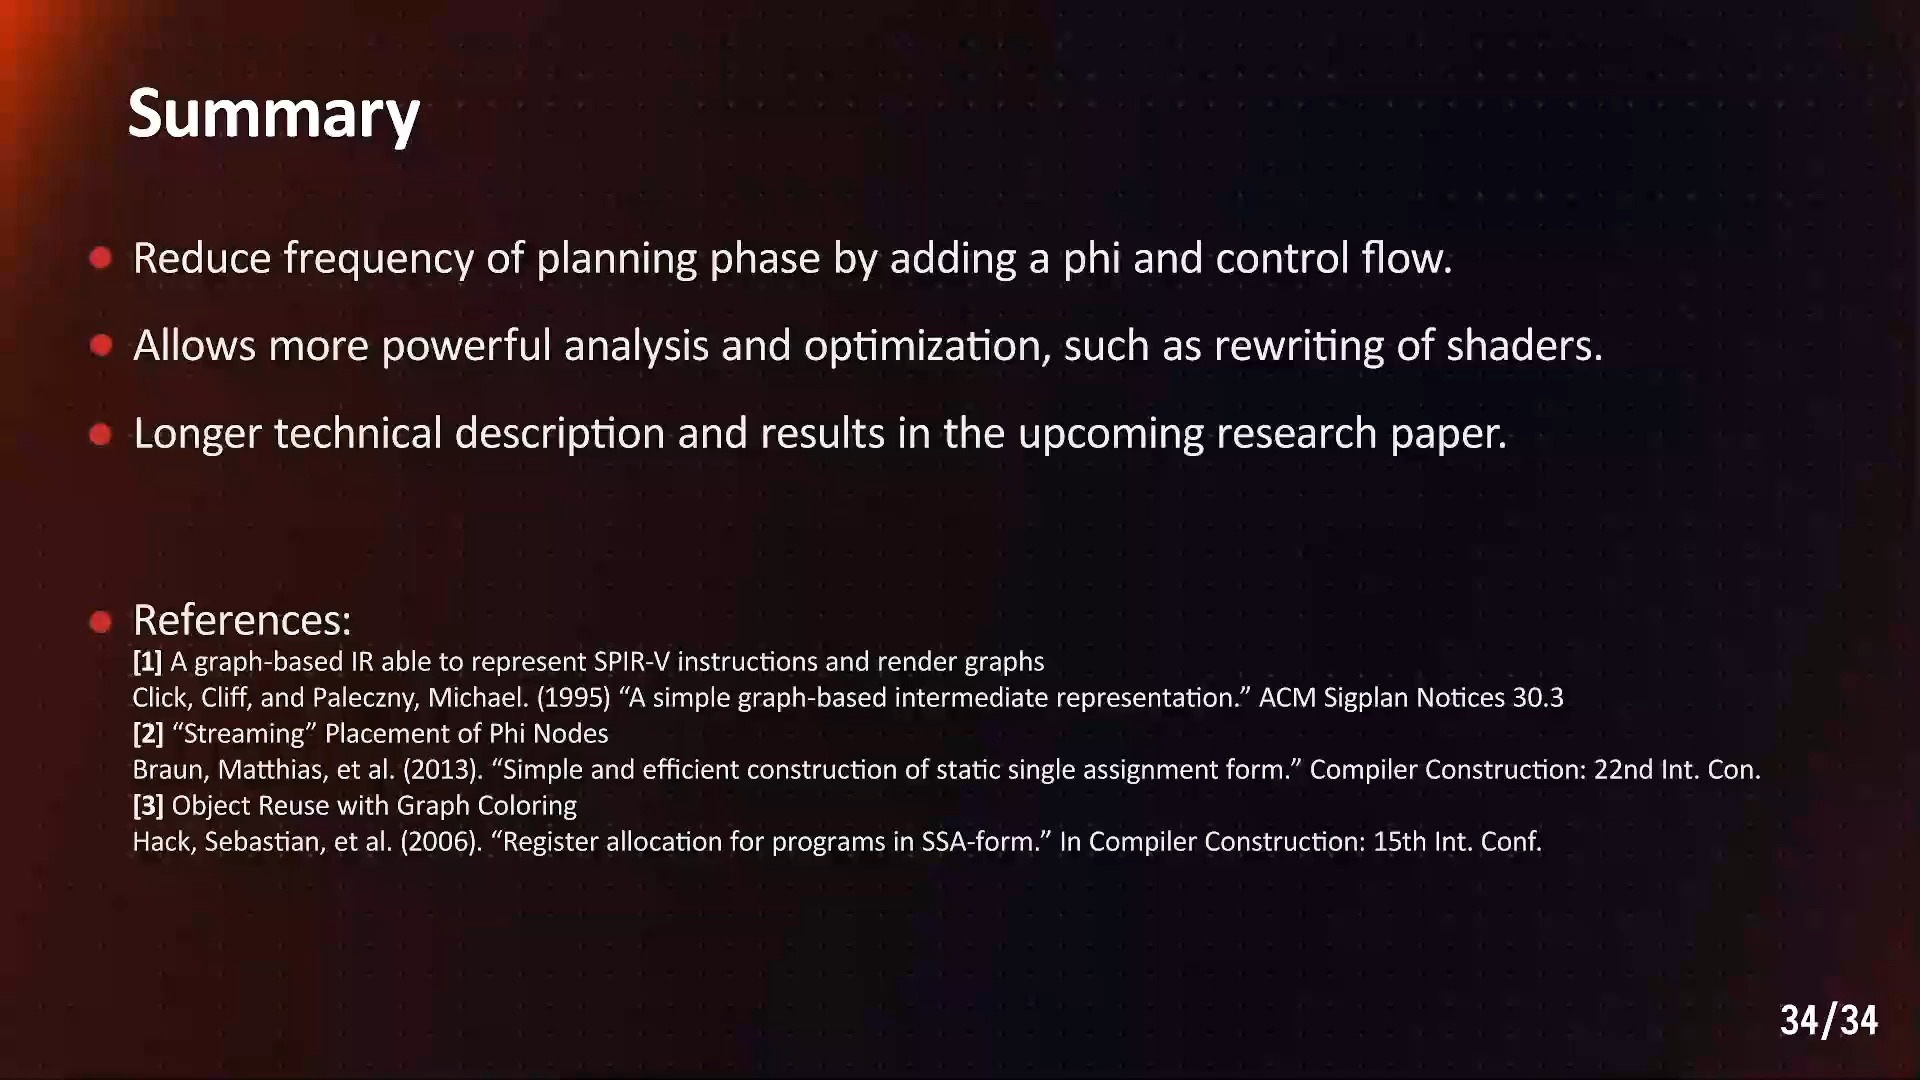 Summary
Reduce frequency of planning phase by adding a phi and control flow.
Allows more powerful analysis and optimization, such as rewriting of shaders.
Longer technical description and results in the upcoming research paper.
References:
[1] A graph-based IR able to represent SPIR-V instructions and render graphs
Click, Cliff, and Paleczny, Michael. (1995) “A simple graph-based intermediate representation.” ACM Sigplan Notices 30.3
[2] “Streaming” Placement of Phi Nodes
Braun, Matthias, et al. (2013). “Simple and efficient construction of static single assignment form.” Compiler Construction: 22nd Int. Con.
[3] Object Reuse with Graph Coloring
Hack, Sebastian, et al. (2006). “Register allocation for programs in SSA-form.” In Compiler Construction: 15th Int. Conf.
34/34